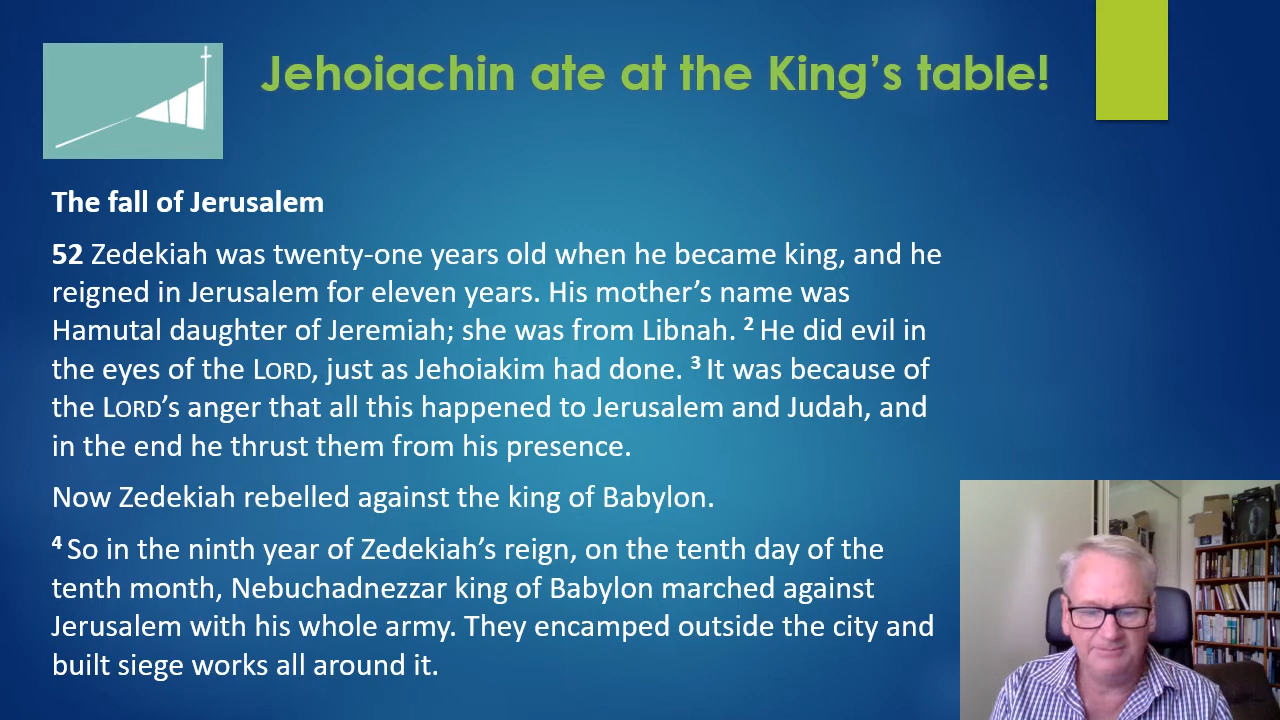 Jehoiachin ate at the King’s table!
The fall of Jerusalem
52 Zedekiah was twenty-one years old when he became king, and he
reigned in Jerusalem for eleven years. His mother’s name was
Hamutal daughter of Jeremiah; she was from Libnah. 2 He did evil in
the eyes of the LORD, just as Jehoiakim had done. 3 It was because of
the LORD’s anger that all this happened to Jerusalem and Judah, and
in the end he thrust them from his presence.
Now Zedekiah rebelled against the king of Babylon.
4 So in the ninth year of Zedekiah’s reign, on the tenth day of the
tenth month, Nebuchadnezzar king of Babylon marched against
Jerusalem with his whole army. They encamped outside the city and
built siege works all around it.